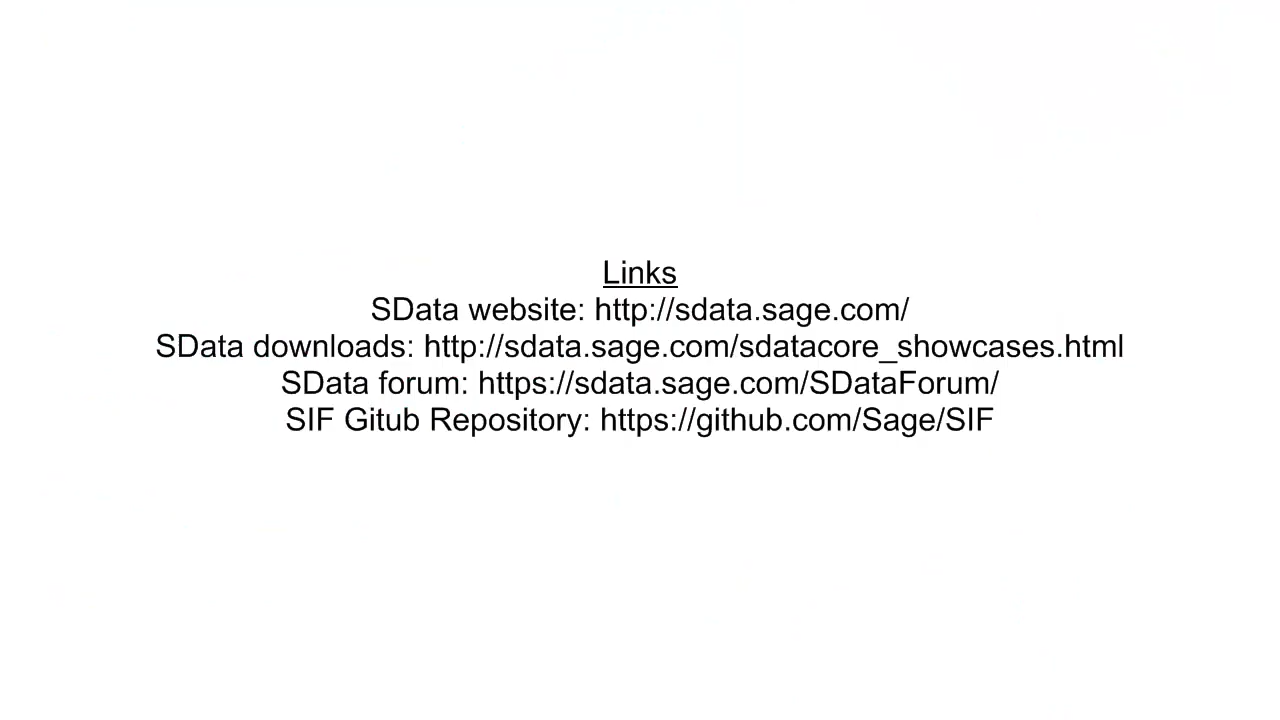 Links
SData website: http://sdata.sage.com/
SData downloads: http://sdata.sage.com/sdatacore_showcases.html
SData forum: https://sdata.sage.com/SDataForum/
SIF Gitub Repository: https://github.com/Sage/SIF